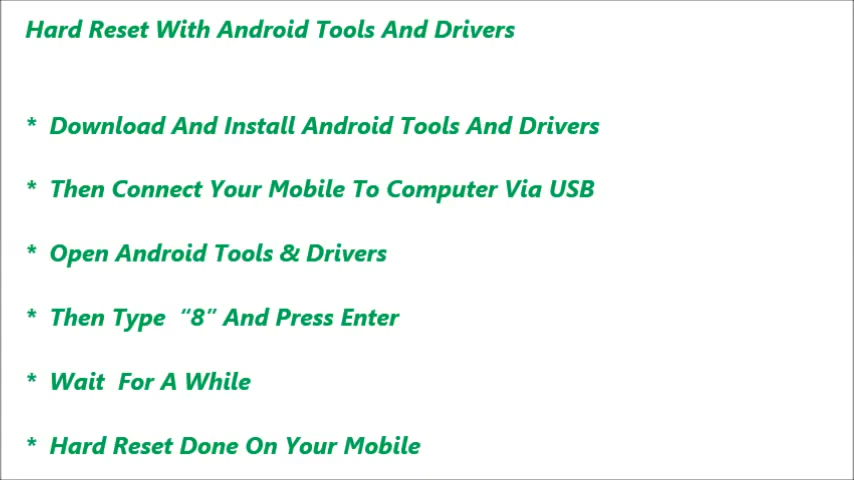 Hard Reset With Android Tools And Drivers
* Download And Install Android Tools And Drivers
* Then Connect Your Mobile To Computer Via USB
* Open Android Tools & Drivers
* Then Type “8” And Press Enter
* Wait For A While
* Hard Reset Done On Your Mobile